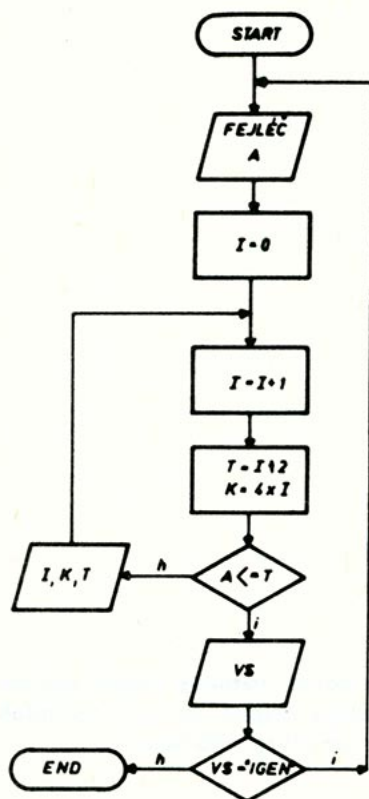 START
FEJLÉC
A
I = 0
I = I+1
T = I↑2
K = 4 x I
h
A <= T
I, K, T
i
VS
END
h
VS = "IGEN"
i